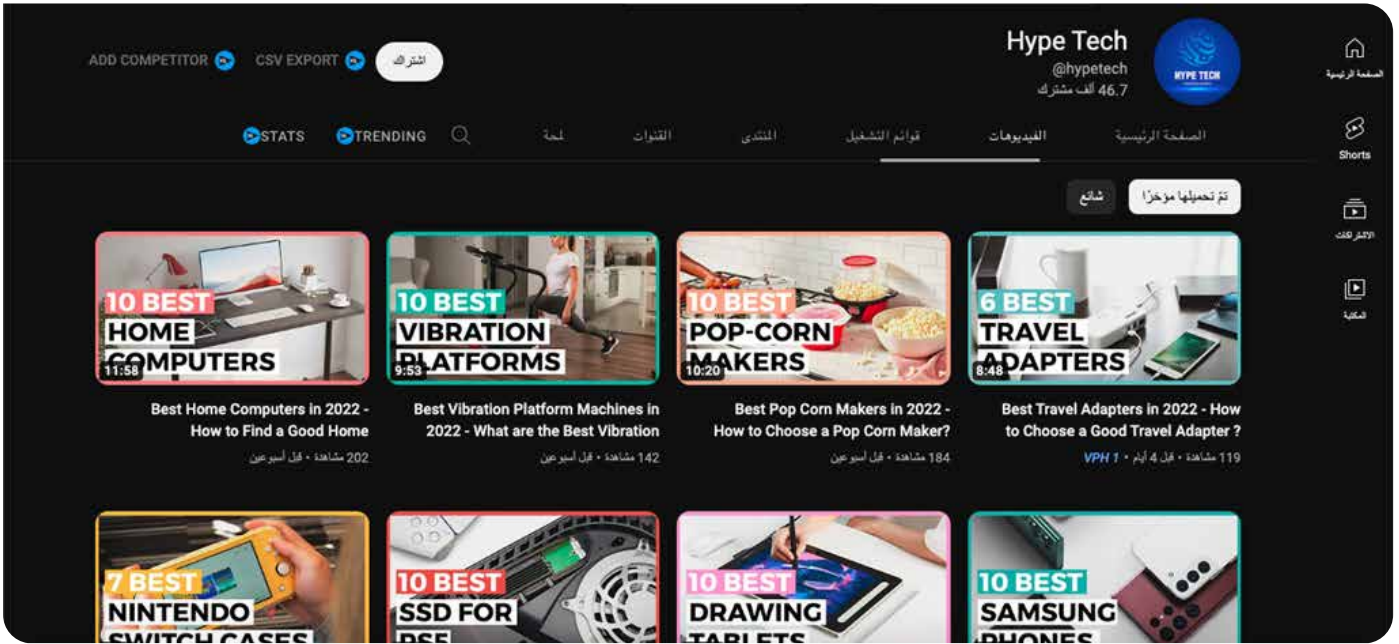 Hype Tech
@hypetech
46.7 ألف مشترك
HYPE TECH
اشتراك
CSV EXPORT
ADD COMPETITOR
الصفحة الرئيسية
Shorts
الاشتراكات
المكتبة
الصفحة الرئيسية
الفيديوهات
قوائم التشغيل
المنتدى
القنوات
لمحة
TRENDING
STATS
تمّ تحميلها مؤخرًا
شائع
6 BEST
TRAVEL
ADAPTERS
8:48
Best Travel Adapters in 2022 - How
to Choose a Good Travel Adapter ?
119 مشاهدة • قبل 4 أيام • VPH 1
10 BEST
POP-CORN
MAKERS
10:20
Best Pop Corn Makers in 2022 -
How to Choose a Pop Corn Maker?
184 مشاهدة • قبل أسبوعين
10 BEST
VIBRATION
PLATFORMS
9:53
Best Vibration Platform Machines in
2022 - What are the Best Vibration
142 مشاهدة • قبل أسبوعين
10 BEST
HOME
COMPUTERS
11:58
Best Home Computers in 2022 -
How to Find a Good Home
202 مشاهدة • قبل أسبوعين
10 BEST
SAMSUNG
PHONES
10 BEST
DRAWING
TABLETS
10 BEST
SSD FOR
PS5
7 BEST
NINTENDO
SWITCH CASES